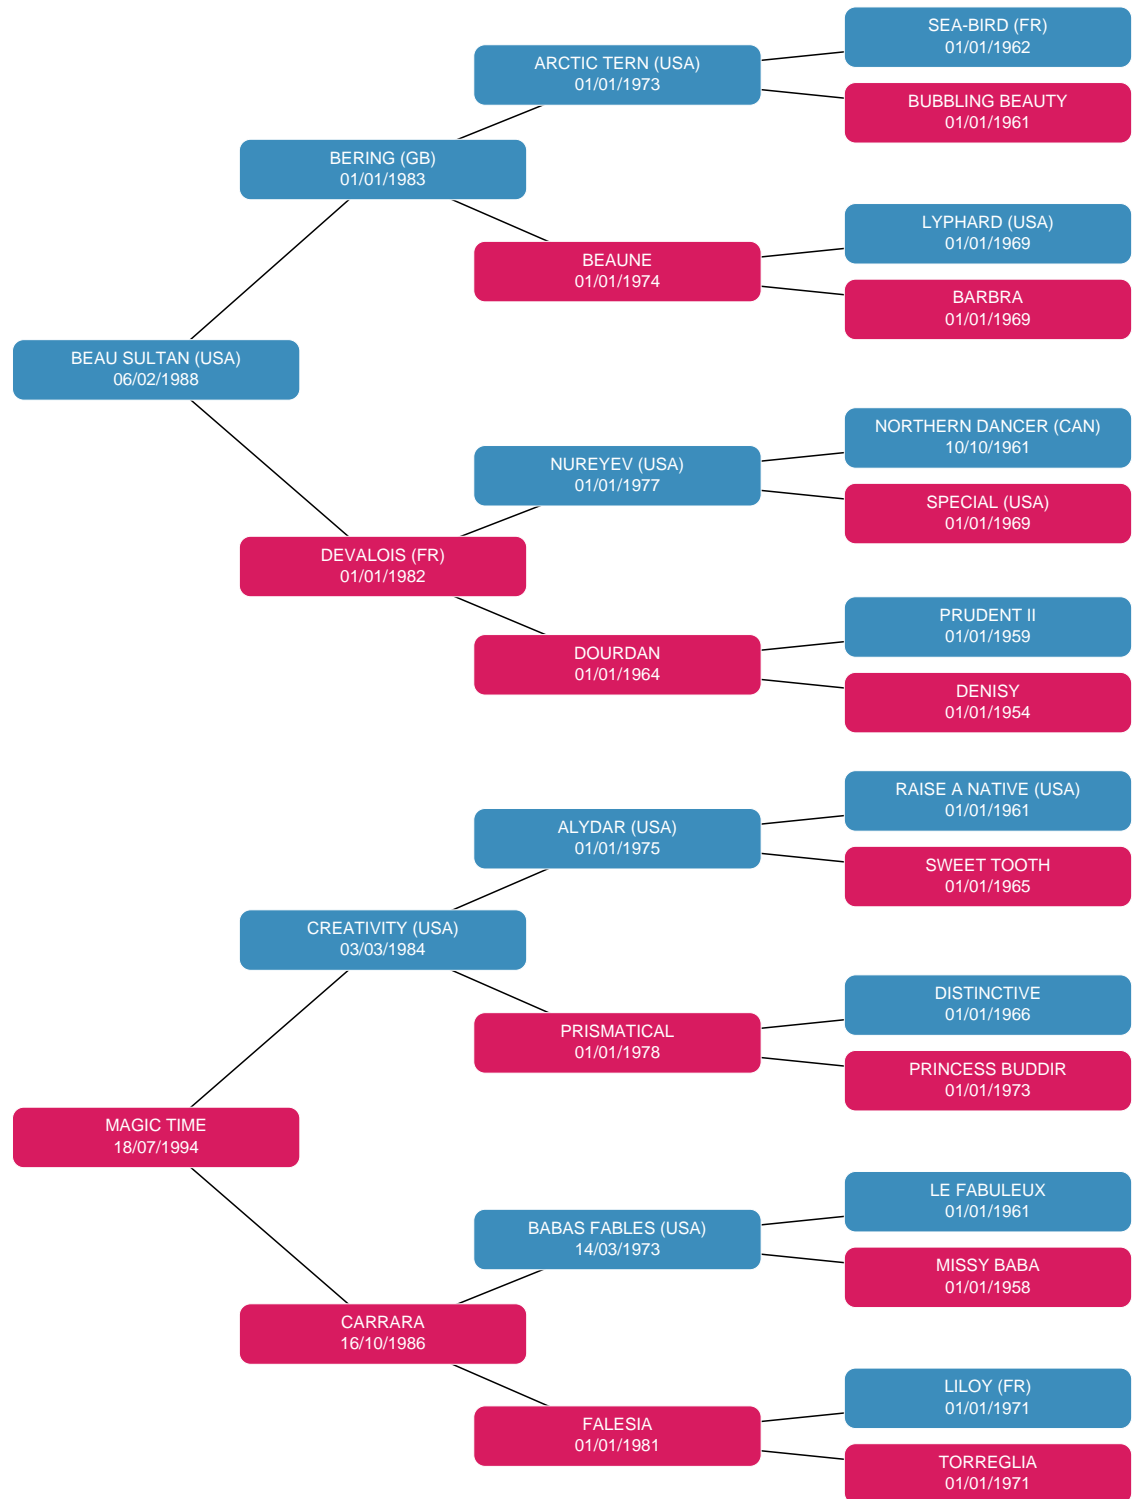 SEA-BIRD (FR)
01/01/1962
ARCTIC TERN (USA)
01/01/1973
BUBBLING BEAUTY
01/01/1961
BERING (GB)
01/01/1983
LYPHARD (USA)
01/01/1969
BEAUNE
01/01/1974
BARBRA
01/01/1969
BEAU SULTAN (USA)
06/02/1988
NORTHERN DANCER (CAN)
10/10/1961
NUREYEV (USA)
01/01/1977
SPECIAL (USA)
01/01/1969
DEVALOIS (FR)
01/01/1982
PRUDENT II
01/01/1959
DOURDAN
01/01/1964
DENISY
01/01/1954
RAISE A NATIVE (USA)
01/01/1961
ALYDAR (USA)
01/01/1975
SWEET TOOTH
01/01/1965
CREATIVITY (USA)
03/03/1984
DISTINCTIVE
01/01/1966
PRISMATICAL
01/01/1978
PRINCESS BUDDIR
01/01/1973
MAGIC TIME
18/07/1994
LE FABULEUX
01/01/1961
BABAS FABLES (USA)
14/03/1973
MISSY BABA
01/01/1958
CARRARA
16/10/1986
LILOY (FR)
01/01/1971
FALESIA
01/01/1981
TORREGLIA
01/01/1971